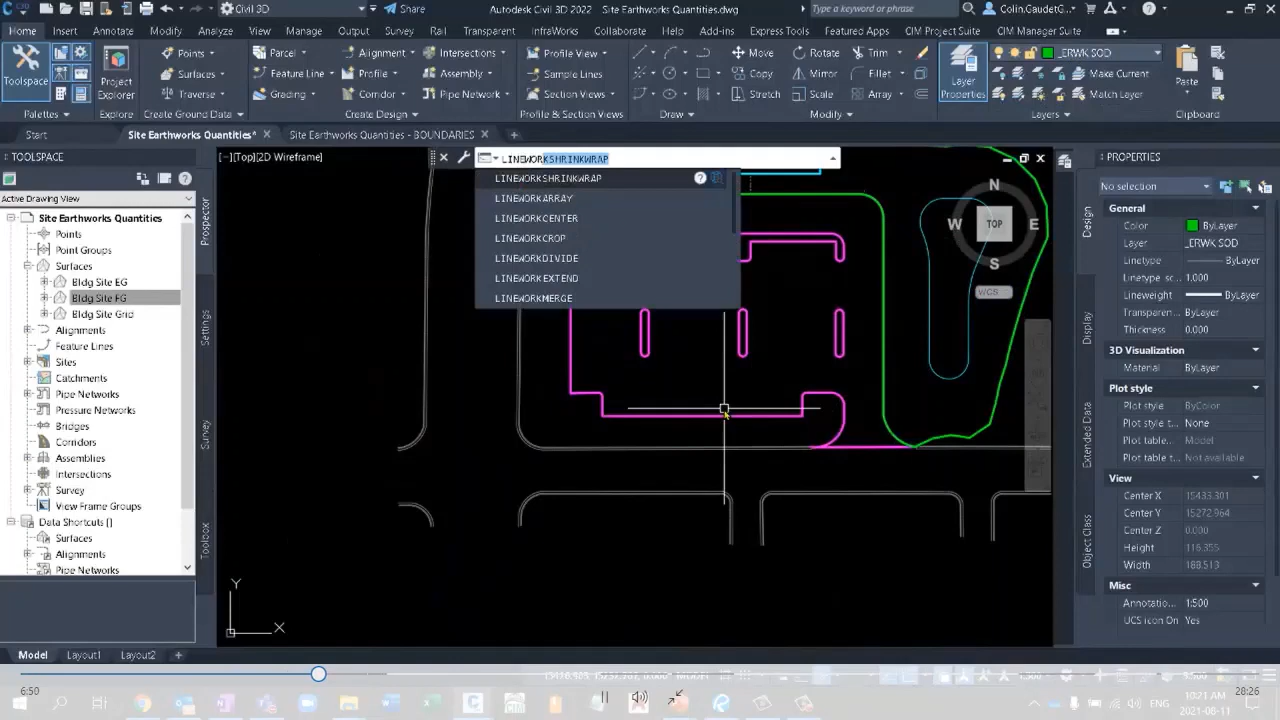 Civil 3D
Share
Autodesk Civil 3D 2022
Site Earthworks Quantities.dwg
Type a keyword or phrase
Colin.GaudetG...
Home
Insert
Annotate
Modify
Analyze
View
Manage
Output
Survey
Rail
Transparent
InfraWorks
Collaborate
Help
Add-ins
Express Tools
Featured Apps
CIM Project Suite
CIM Manager Suite
Points
Parcel
Alignment
Intersections
Profile View
Move
Rotate
Trim
_ERWK SOD
Surfaces
Feature Line
Profile
Assembly
Sample Lines
Copy
Mirror
Fillet
Make Current
Toolspace
Project Explorer
Traverse
Grading
Corridor
Pipe Network
Section Views
Stretch
Scale
Array
Layer Properties
Match Layer
Paste
Palettes
Explore
Create Ground Data
Create Design
Profile & Section Views
Draw
Modify
Clipboard
Start
Site Earthworks Quantities*
Site Earthworks Quantities - BOUNDARIES
TOOLSPACE
[-][Top][2D Wireframe]
LINEWORKSHRINKWRAP
PROPERTIES
LINEWORKSHRINKWRAP
LINEWORKARRAY
LINEWORKCENTER
LINEWORKCROP
LINEWORKDIVIDE
LINEWORKEXTEND
LINEWORKMERGE
Active Drawing View
Site Earthworks Quantities
Points
Point Groups
Surfaces
Bldg Site EG
Bldg Site FG
Bldg Site Grid
Alignments
Feature Lines
Sites
Catchments
Pipe Networks
Pressure Networks
Bridges
Corridors
Assemblies
Intersections
Survey
View Frame Groups
Data Shortcuts []
Surfaces
Alignments
Pipe Networks
Prospector
Settings
Survey
Toolbox
N
W
TOP
E
S
WCS
Y
X
Design
Display
Extended Data
Object Class
No selection
General
Color
ByLayer
Layer
_ERWK SOD
Linetype
ByLayer
Linetype sc...
1.000
Lineweight
ByLayer
Transparen...
ByLayer
Thickness
0.000
3D Visualization
Material
ByLayer
Plot style
Plot style
ByColor
Plot style
None
Plot table...
Model
Plot table t...
Not available
View
Center X
15433.301
Center Y
15272.964
Center Z
0.000
Height
116.355
Width
188.513
Misc
Annotatio...
1:500
UCS icon On
Yes
Model
Layout1
Layout2
MODEL
6:50
28:26
ENG
10:21 AM
2021-08-11